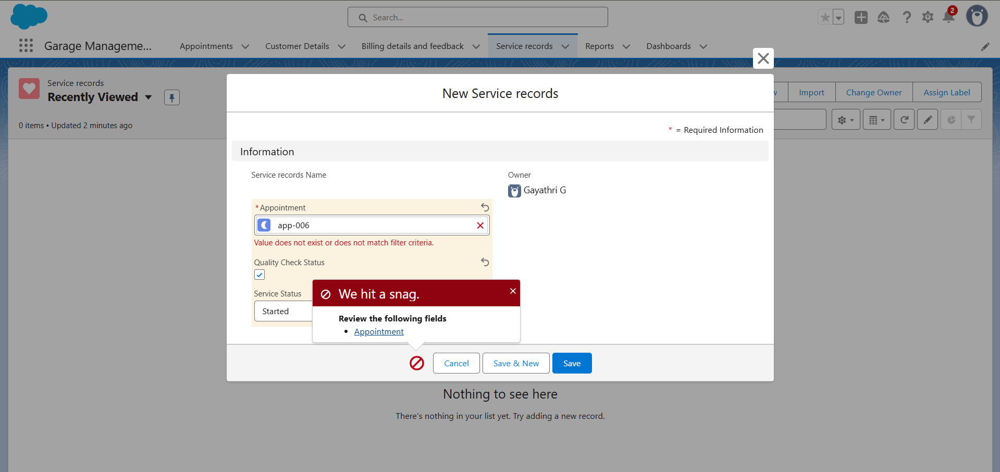 Search...
2
Garage Manageme...
Appointments
Customer Details
Billing details and feedback
Service records
Reports
Dashboards
Service records
Recently Viewed
Import
Change Owner
Assign Label
0 items • Updated 2 minutes ago
New Service records
* = Required Information
Information
Service records Name
Owner
Gayathri G
* Appointment
app-006
Value does not exist or does not match filter criteria.
Quality Check Status
Service Status
Started
We hit a snag.
Review the following fields
• Appointment
Cancel
Save & New
Save
Nothing to see here
There's nothing in your list yet. Try adding a new record.